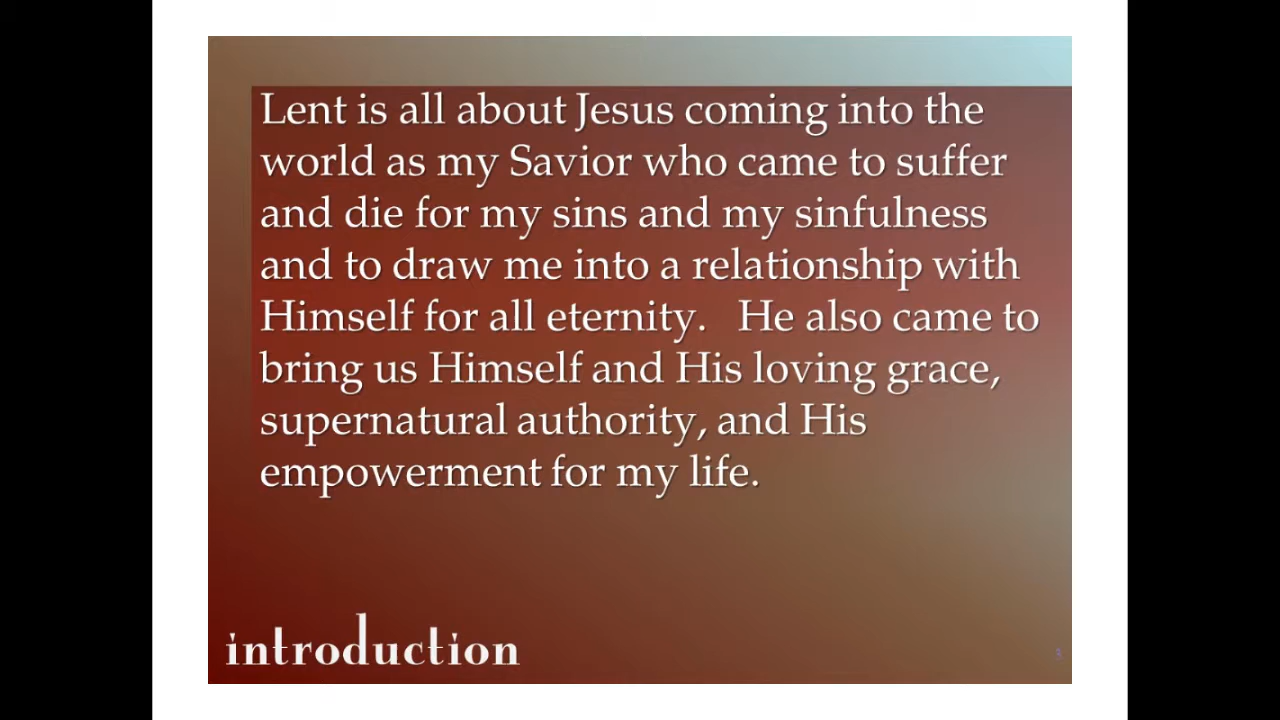 Lent is all about Jesus coming into the
world as my Savior who came to suffer
and die for my sins and my sinfulness
and to draw me into a relationship with
Himself for all eternity.   He also came to
bring us Himself and His loving grace,
supernatural authority, and His
empowerment for my life.
introduction
3